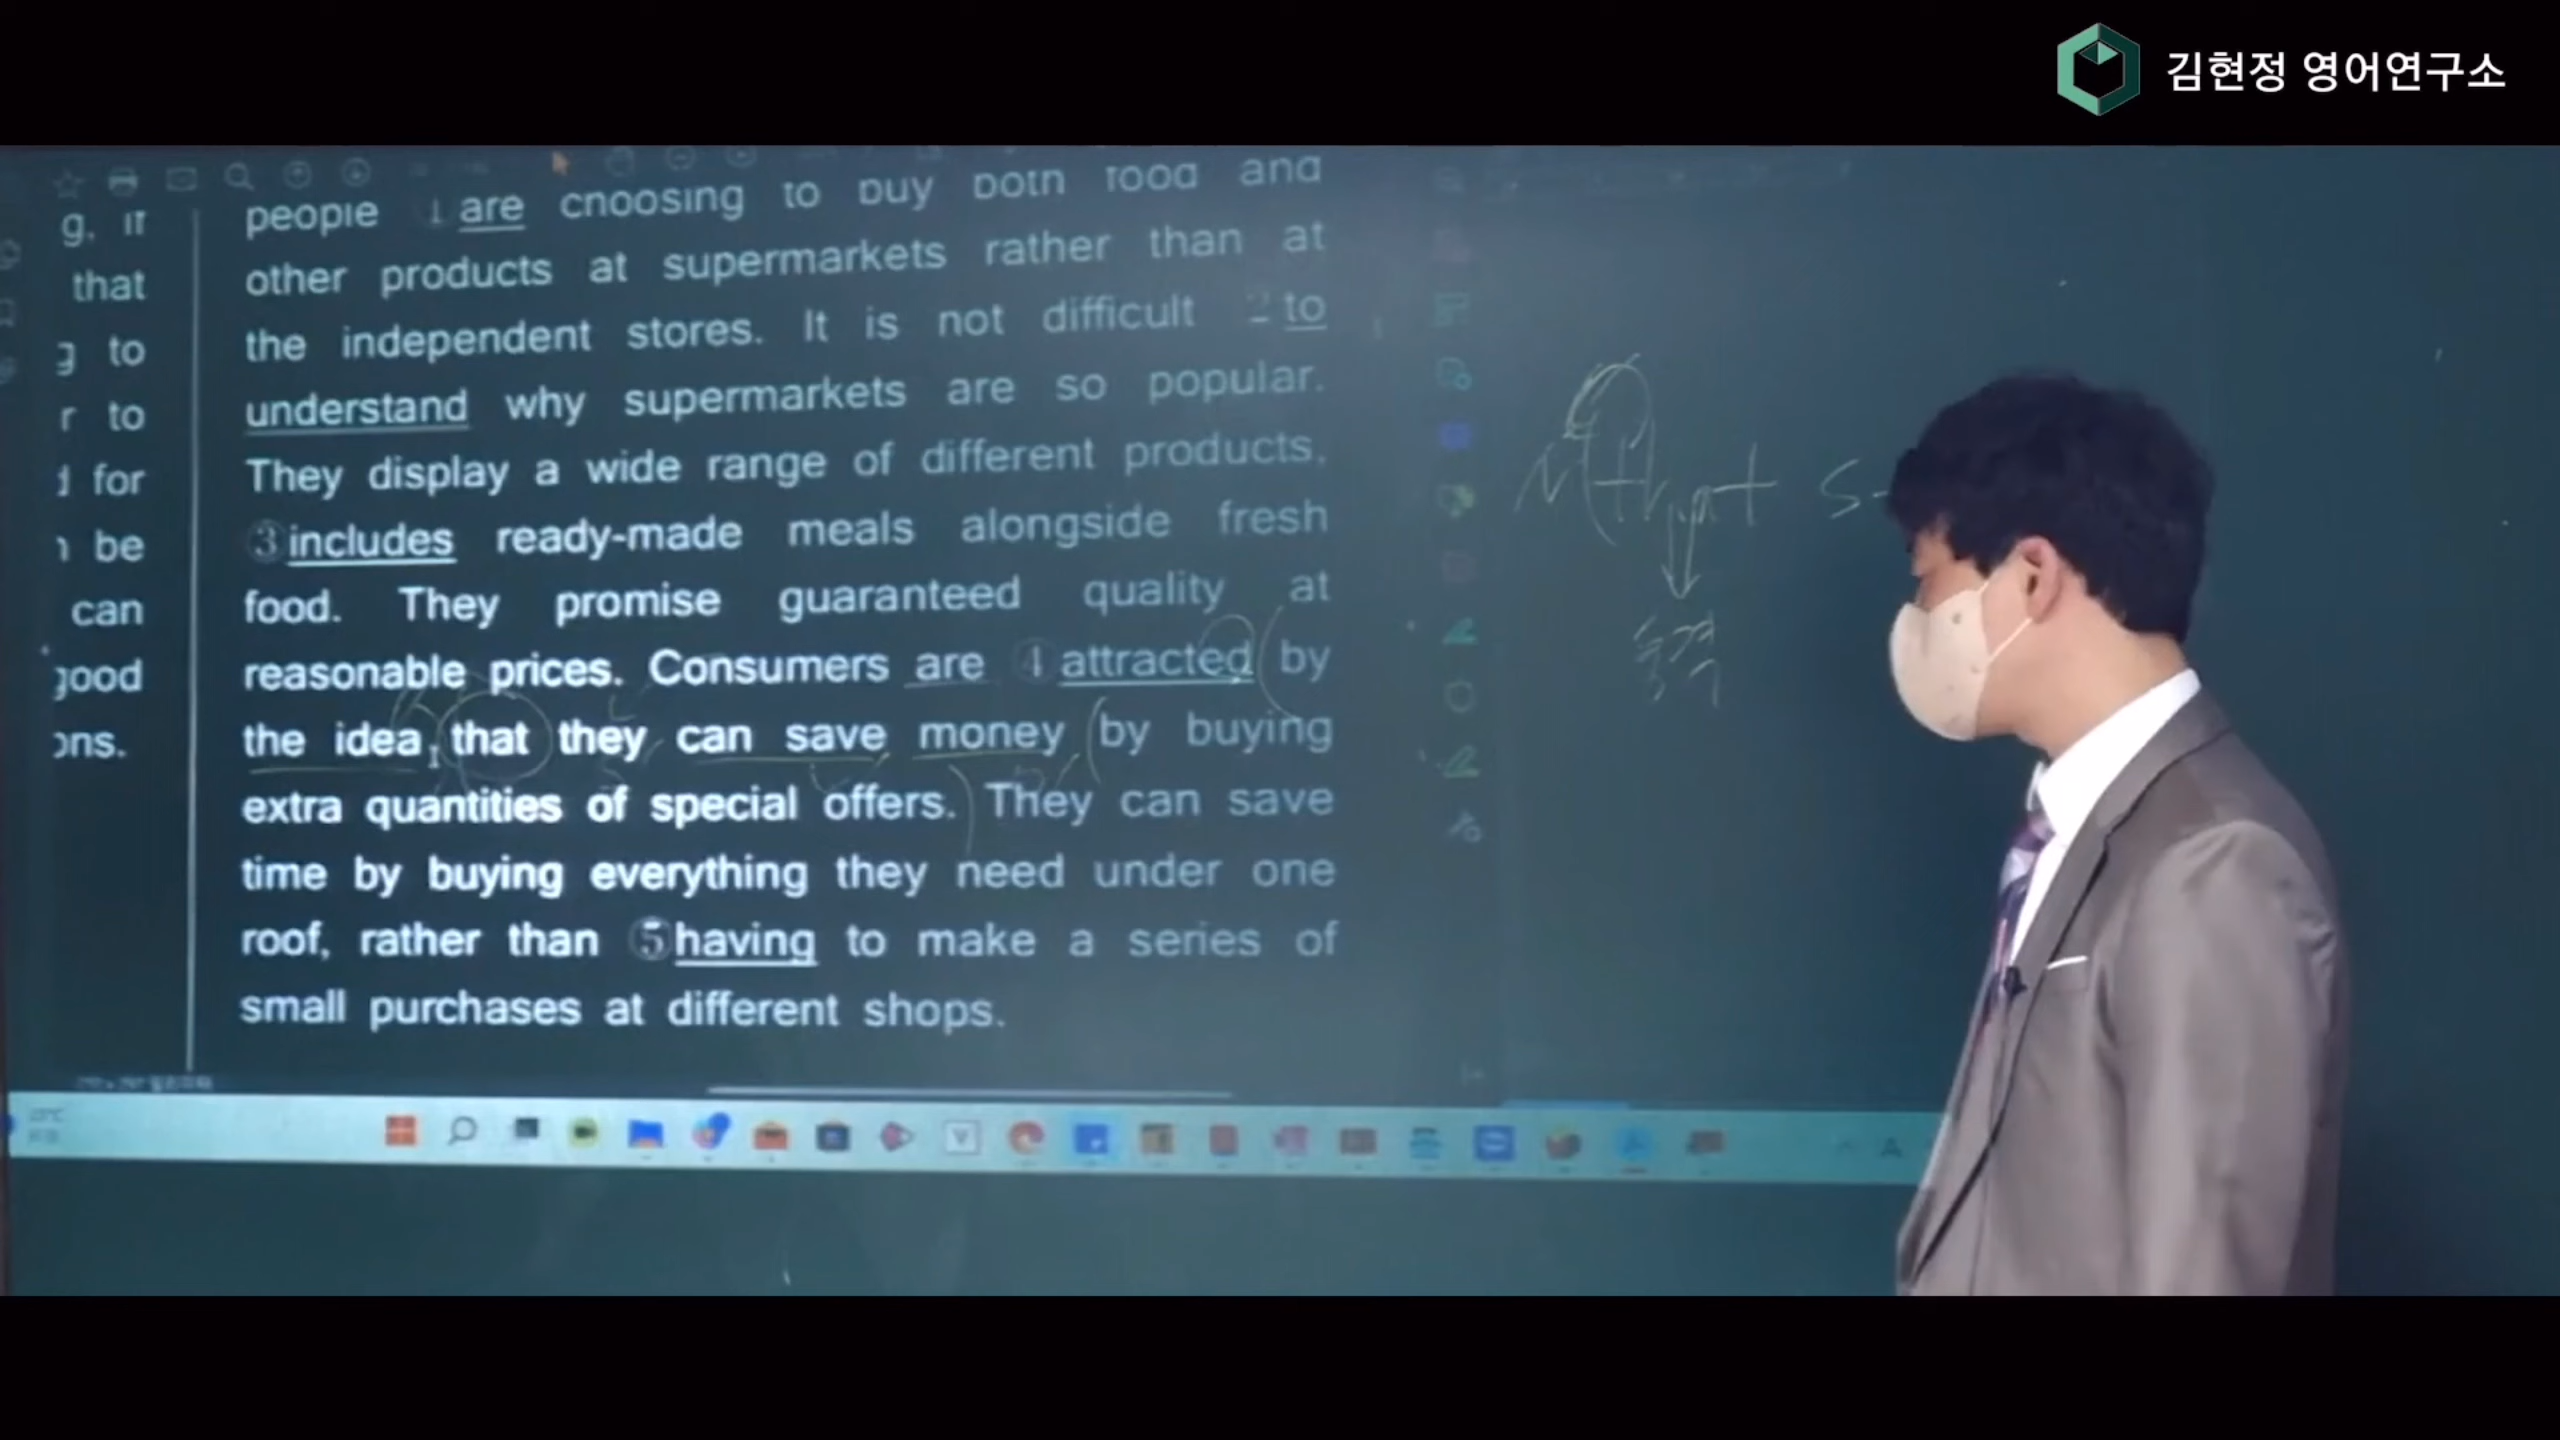 김현정 영어연구소
g. If
that
g to
r to
d for
n be
can
good
ons.
people 1 are choosing to buy both food and
other products at supermarkets rather than at
the independent stores. It is not difficult 2 to
understand why supermarkets are so popular.
They display a wide range of different products.
③ includes ready-made meals alongside fresh
food. They promise guaranteed quality at
reasonable prices. Consumers are 4 attracted by
the idea that they can save money by buying
extra quantities of special offers. They can save
time by buying everything they need under one
roof, rather than ⑤ having to make a series of
small purchases at different shops.
that S
A